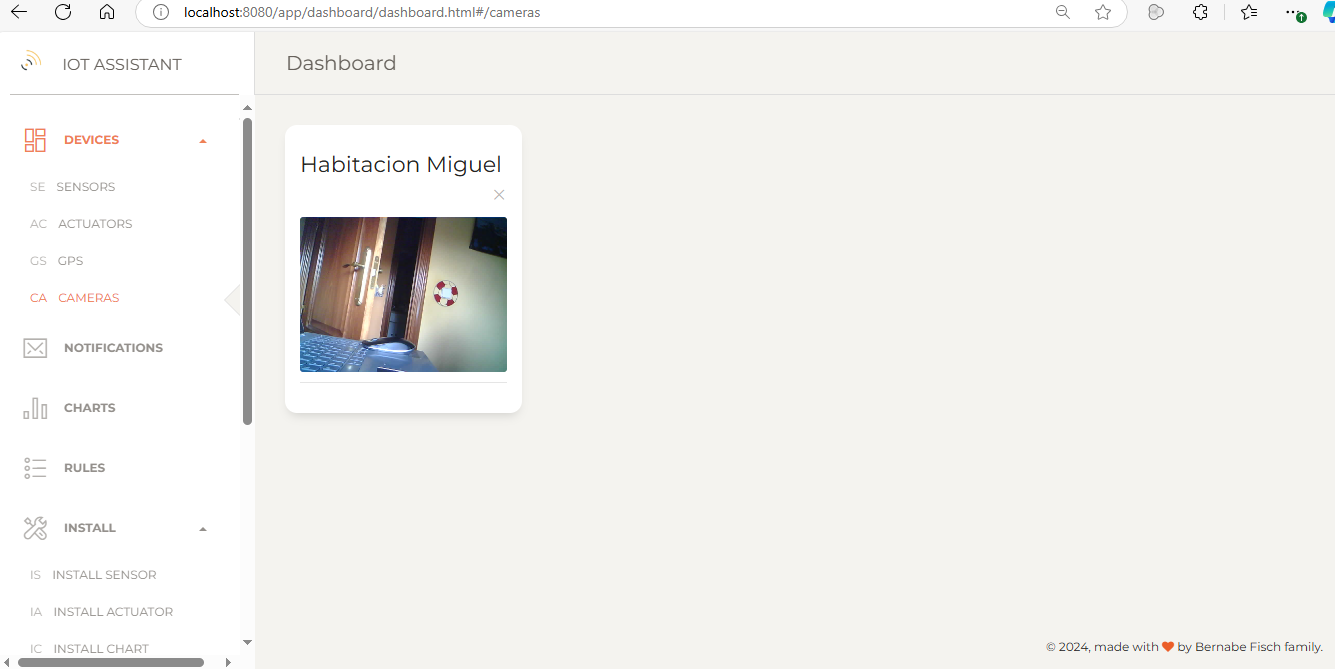 localhost:8080/app/dashboard/dashboard.html#/cameras
IOT ASSISTANT
Dashboard
DEVICES
SE SENSORS
AC ACTUATORS
GS GPS
CA CAMERAS
NOTIFICATIONS
CHARTS
RULES
INSTALL
IS INSTALL SENSOR
IA INSTALL ACTUATOR
IC INSTALL CHART
Habitacion Miguel
© 2024, made with by Bernabe Fisch family.